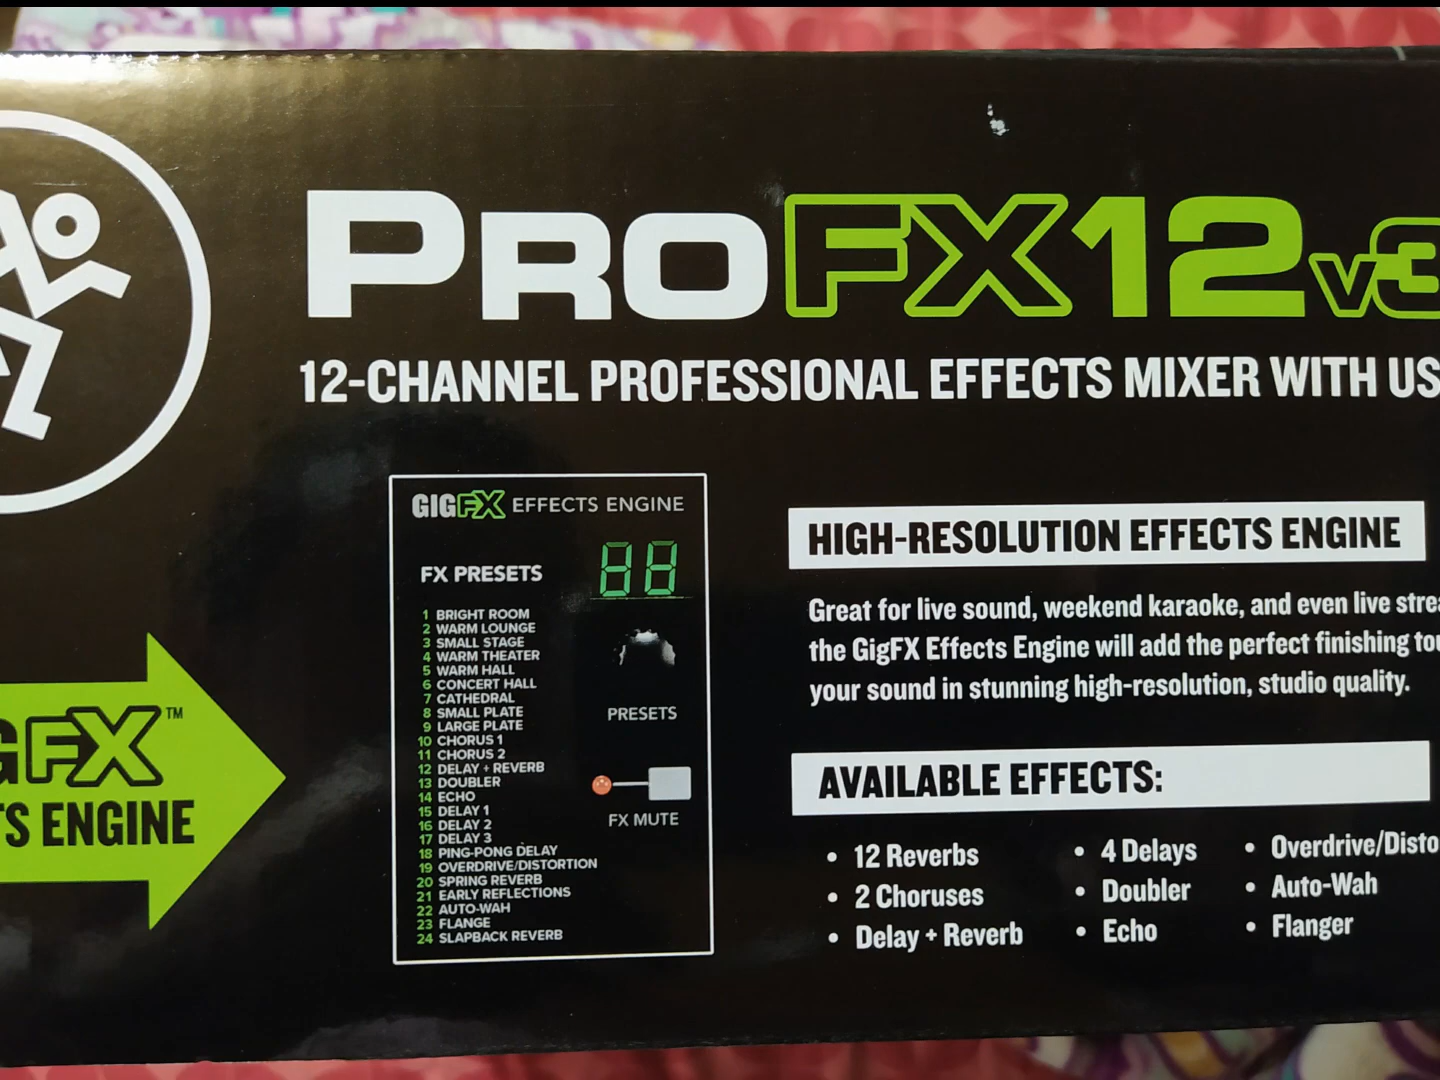 PROFX12v3
12-CHANNEL PROFESSIONAL EFFECTS MIXER WITH US
GIGFX EFFECTS ENGINE
88
FX PRESETS
1 BRIGHT ROOM
2 WARM LOUNGE
3 SMALL STAGE
4 WARM THEATER
5 WARM HALL
6 CONCERT HALL
7 CATHEDRAL
8 SMALL PLATE
9 LARGE PLATE
10 CHORUS 1
11 CHORUS 2
12 DELAY + REVERB
13 DOUBLER
14 ECHO
15 DELAY 1
16 DELAY 2
17 DELAY 3
18 PING-PONG DELAY
19 OVERDRIVE/DISTORTION
20 SPRING REVERB
21 EARLY REFLECTIONS
22 AUTO-WAH
23 FLANGE
24 SLAPBACK REVERB
PRESETS
FX MUTE
GFX™
TS ENGINE
HIGH-RESOLUTION EFFECTS ENGINE
Great for live sound, weekend karaoke, and even live strea
the GigFX Effects Engine will add the perfect finishing tou
your sound in stunning high-resolution, studio quality.
AVAILABLE EFFECTS:
• 12 Reverbs
• 2 Choruses
• Delay + Reverb
• 4 Delays
• Doubler
• Echo
• Overdrive/Disto
• Auto-Wah
• Flanger